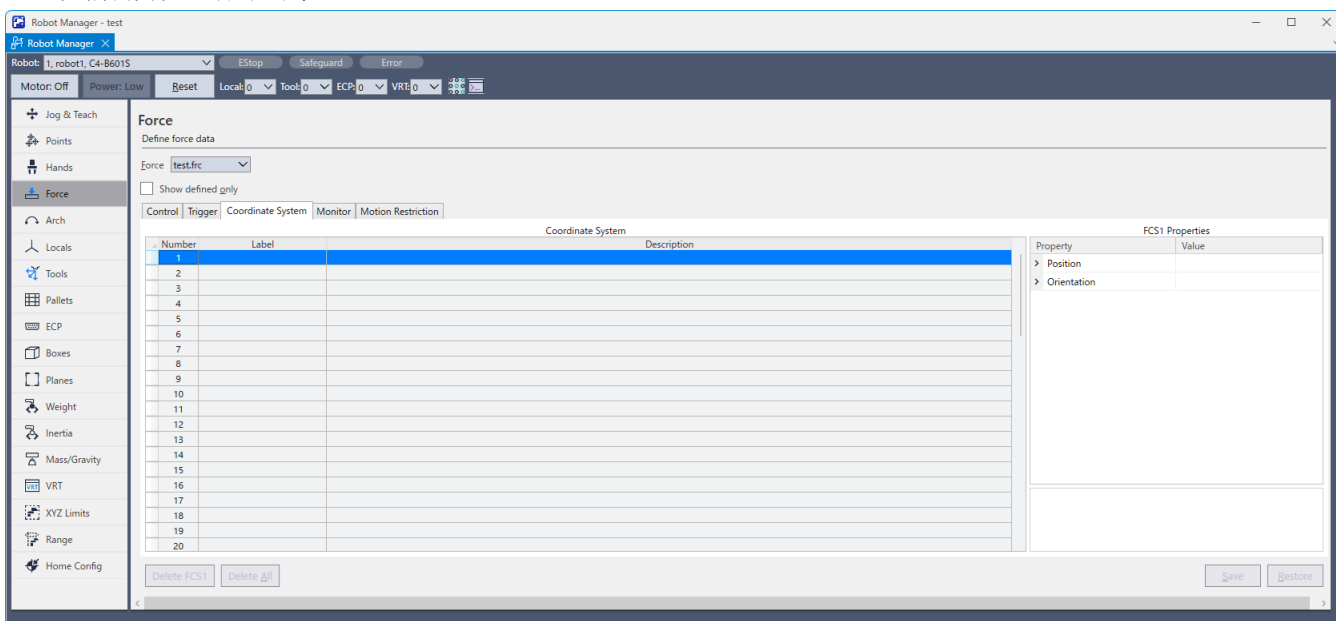 Robot Manager - test
Robot Manager
Robot: 1, robot1, C4-B601S EStop Safeguard Error
Motor: Off Power: Low Reset Local: 0 Tool: 0 ECP: 0 VRT: 0
Jog & Teach
Points
Hands
Force
Arch
Locals
Tools
Pallets
ECP
Boxes
Planes
Weight
Inertia
Mass/Gravity
VRT
XYZ Limits
Range
Home Config
Force
Define force data
Force test.frc
Show defined only
Control Trigger Coordinate System Monitor Motion Restriction
Coordinate System
Number Label Description
1
2
3
4
5
6
7
8
9
10
11
12
13
14
15
16
17
18
19
20
FCS1 Properties
Property Value
Position
Orientation
Delete FCS1 Delete All Save Restore